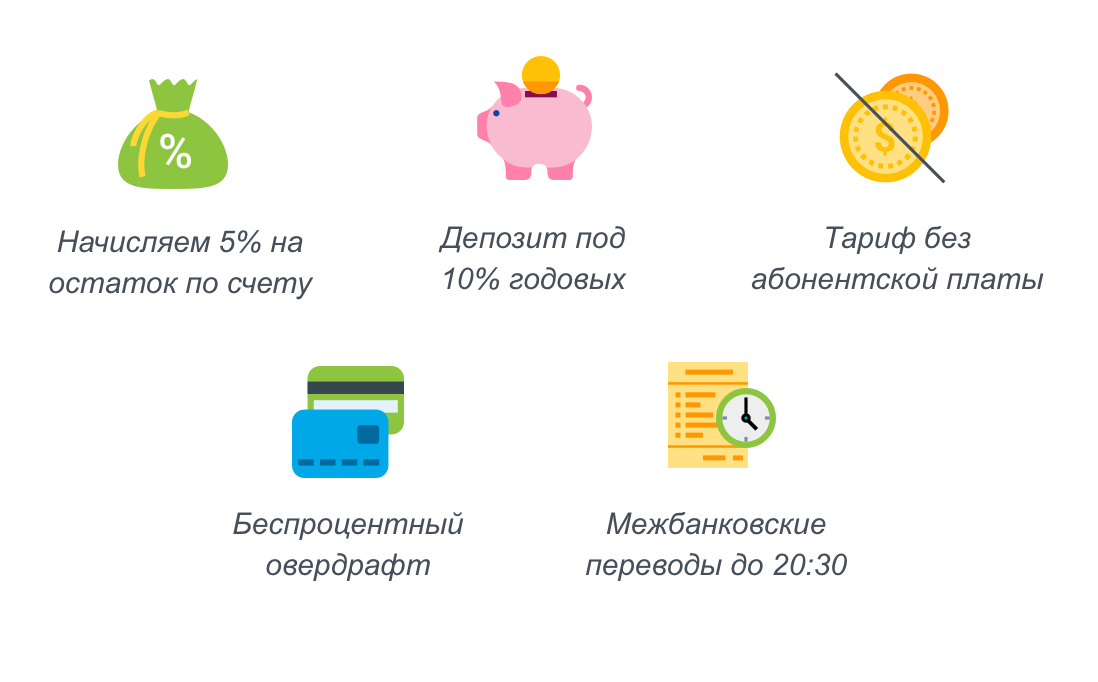 %
$
Начисляем 5% на
остаток по счету
Депозит под
10% годовых
Тариф без
абонентской платы
Беспроцентный
овердрафт
Межбанковские
переводы до 20:30